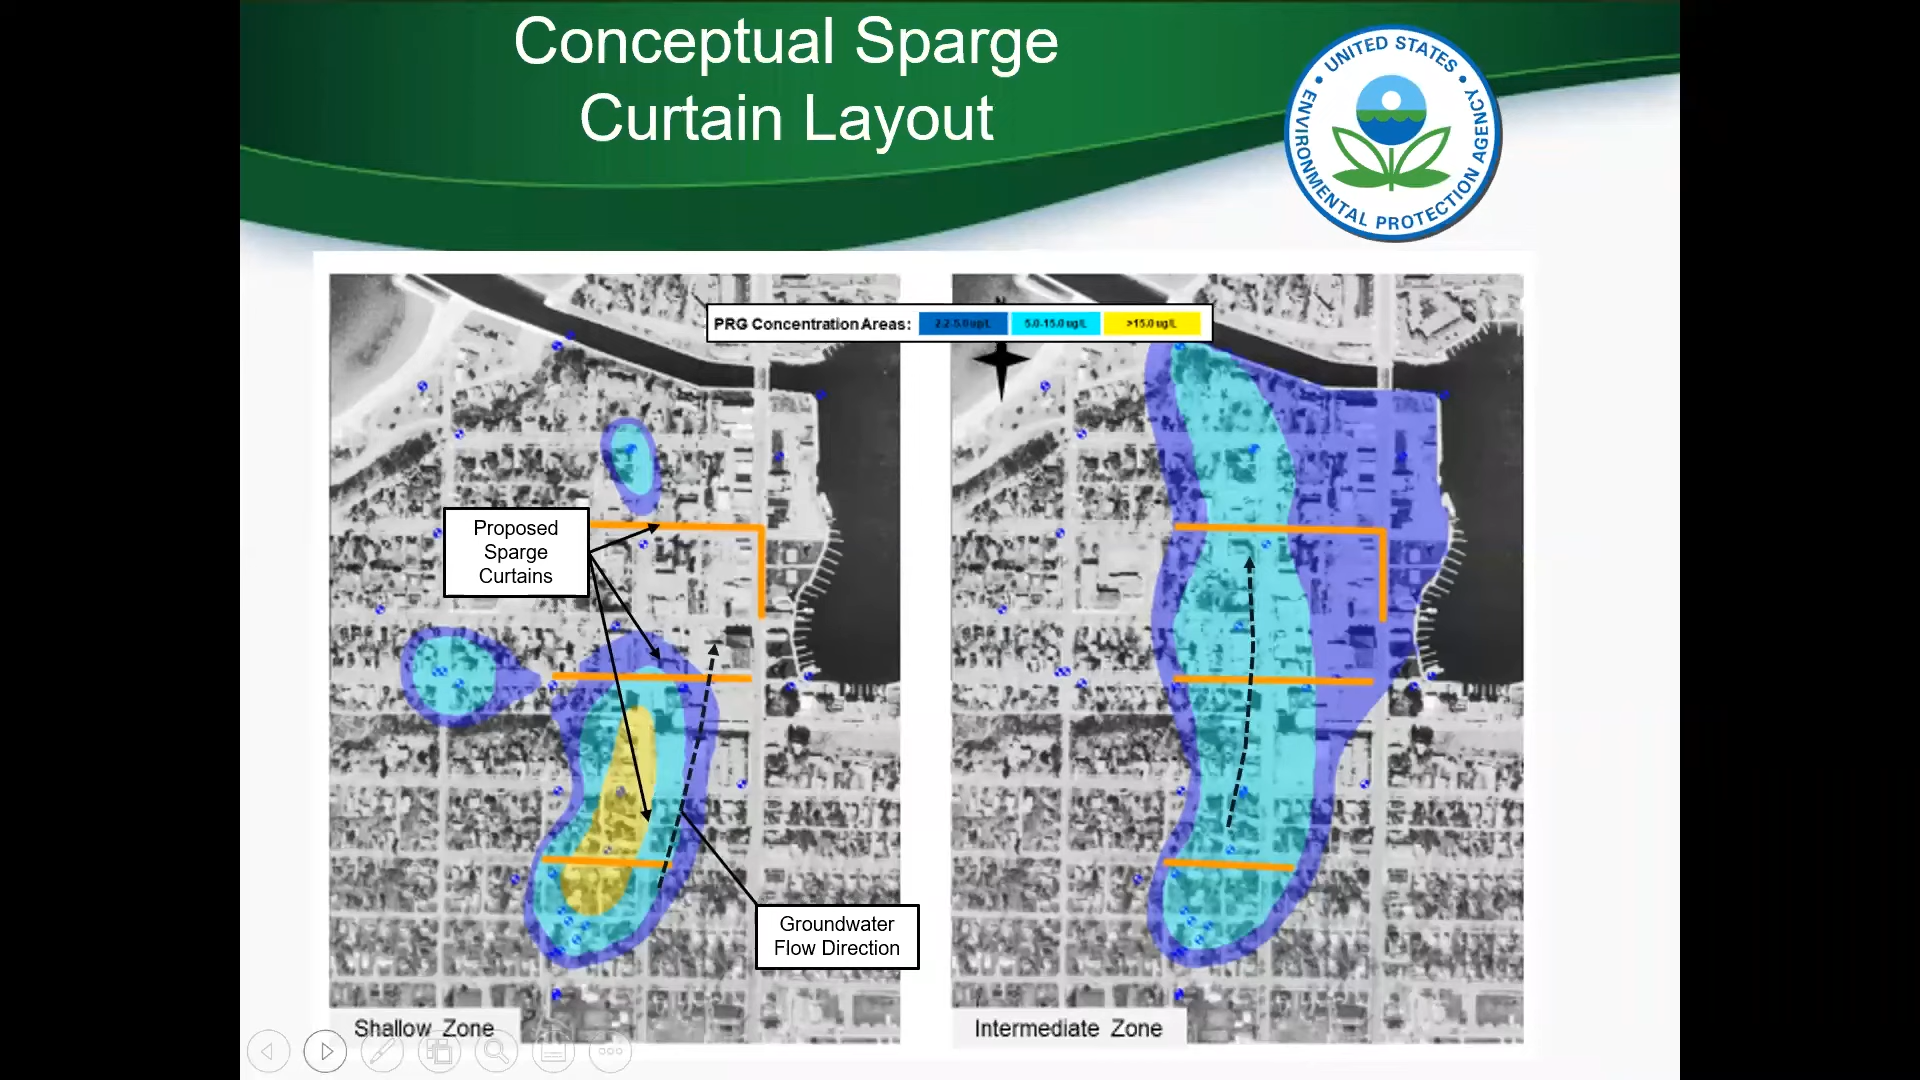 Conceptual Sparge
Curtain Layout
UNITED STATES
ENVIRONMENTAL PROTECTION AGENCY
PRG Concentration Areas:
2.2-5.0 ug/L
5.0-15.0 ug/L
>15.0 ug/L
Proposed
Sparge
Curtains
Groundwater
Flow Direction
Shallow Zone
Intermediate Zone